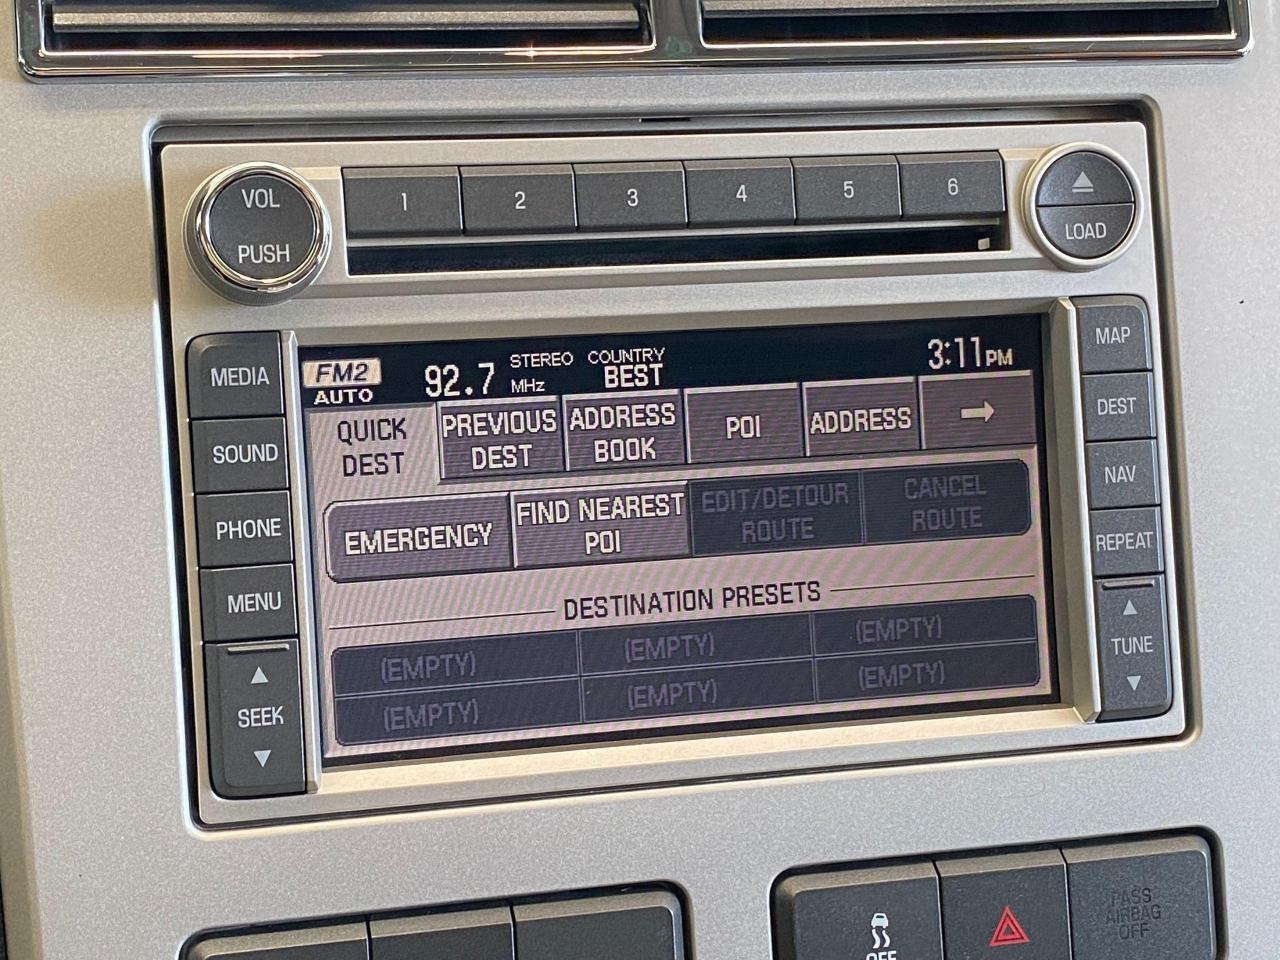 VOL
PUSH
1 2 3 4 5 6
LOAD
MEDIA
SOUND
PHONE
MENU
SEEK
FM2
AUTO
92.7 MHz
STEREO
COUNTRY
BEST
3:11PM
QUICK
DEST
PREVIOUS
DEST
ADDRESS
BOOK
POI
ADDRESS
EMERGENCY
FIND NEAREST
POI
EDIT/DETOUR
ROUTE
CANCEL
ROUTE
DESTINATION PRESETS
(EMPTY) (EMPTY) (EMPTY)
(EMPTY) (EMPTY) (EMPTY)
MAP
DEST
NAV
REPEAT
TUNE
OFF
PASS
AIRBAG
OFF